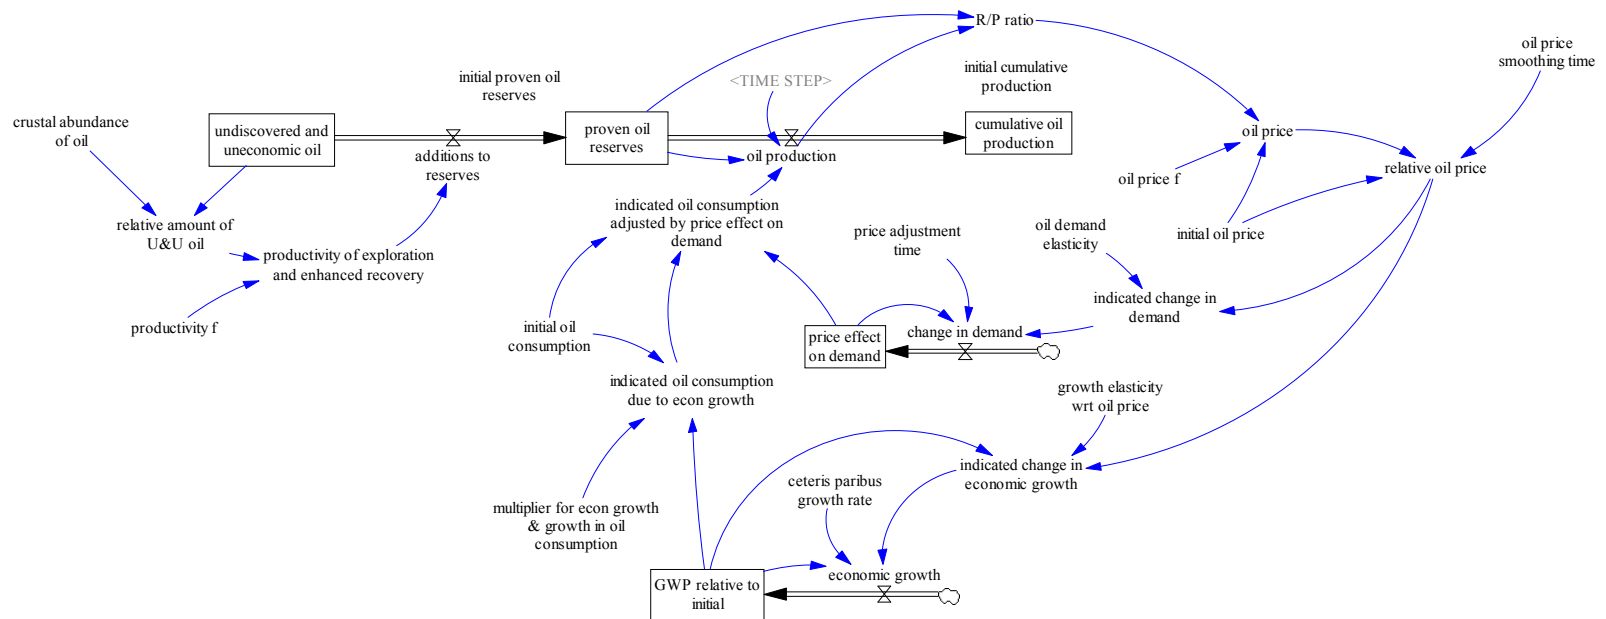 R/P ratio
oil price
smoothing time
initial proven oil
reserves
<TIME STEP>
initial cumulative
production
crustal abundance
of oil
undiscovered and
uneconomic oil
proven oil
reserves
cumulative oil
production
oil price
additions to
reserves
oil production
relative oil price
oil price f
relative amount of
U&U oil
indicated oil consumption
adjusted by price effect on
demand
price adjustment
time
oil demand
elasticity
initial oil price
productivity of exploration
and enhanced recovery
productivity f
initial oil
consumption
price effect
on demand
change in demand
indicated change in
demand
indicated oil consumption
due to econ growth
growth elasticity
wrt oil price
multiplier for econ growth
& growth in oil
consumption
ceteris paribus
growth rate
indicated change in
economic growth
GWP relative to
initial
economic growth